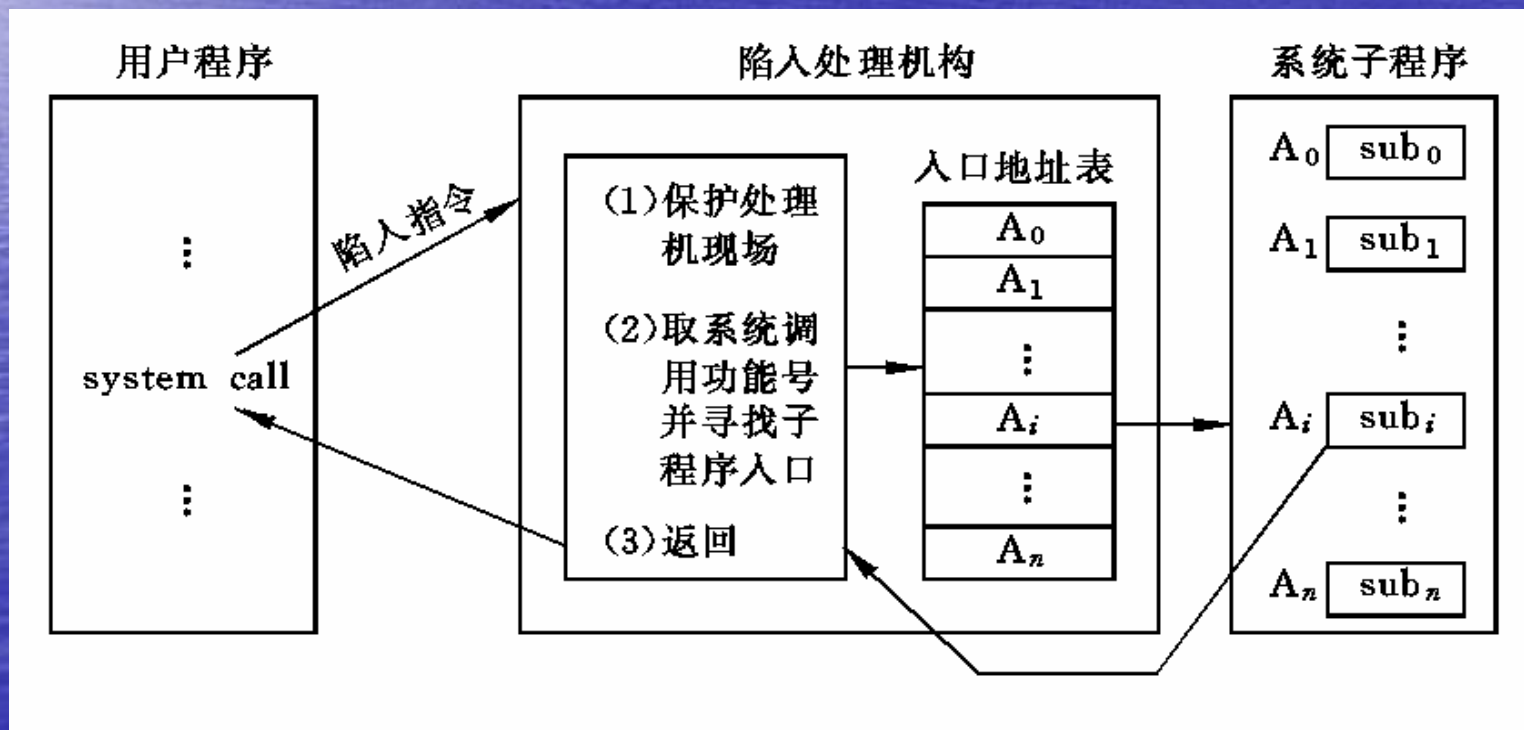 用户程序
⋮
system call
⋮
陷入指令
陷入处理机构
(1)保护处理
机现场
(2)取系统调
用功能号
并寻找子
程序入口
(3)返回
入口地址表
A₀
A₁
⋮
Aᵢ
⋮
Aₙ
系统子程序
A₀ sub₀
A₁ sub₁
⋮
Aᵢ subᵢ
⋮
Aₙ subₙ